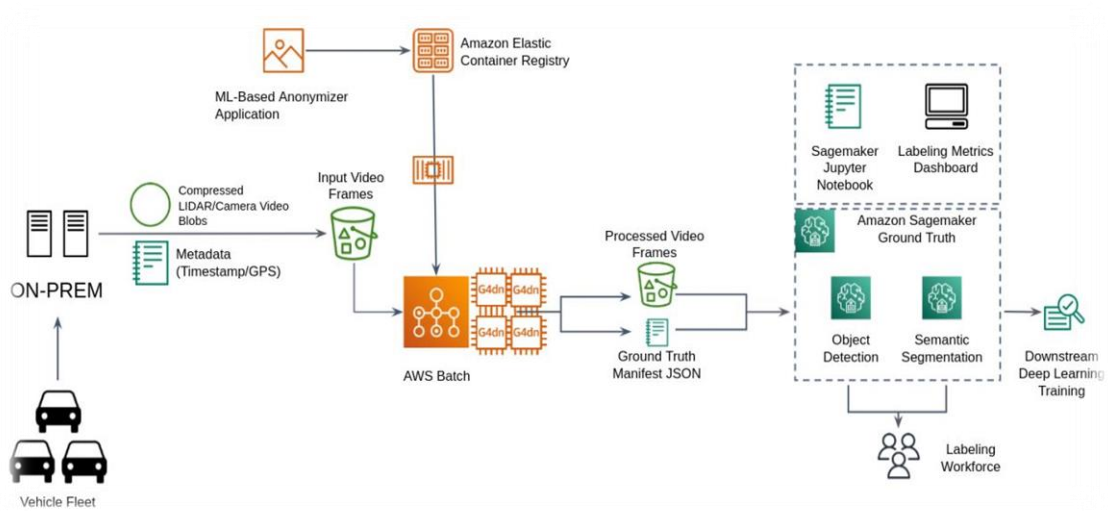 Amazon Elastic
Container Registry
ML-Based Anonymizer
Application
Input Video
Frames
Compressed
LIDAR/Camera Video
Blobs
Metadata
(Timestamp/GPS)
ON-PREM
Vehicle Fleet
G4dn
G4dn
G4dn
G4dn
AWS Batch
Processed Video
Frames
Ground Truth
Manifest JSON
Sagemaker
Jupyter
Notebook
Labeling Metrics
Dashboard
Amazon Sagemaker
Ground Truth
Object
Detection
Semantic
Segmentation
Downstream
Deep Learning
Training
Labeling
Workforce